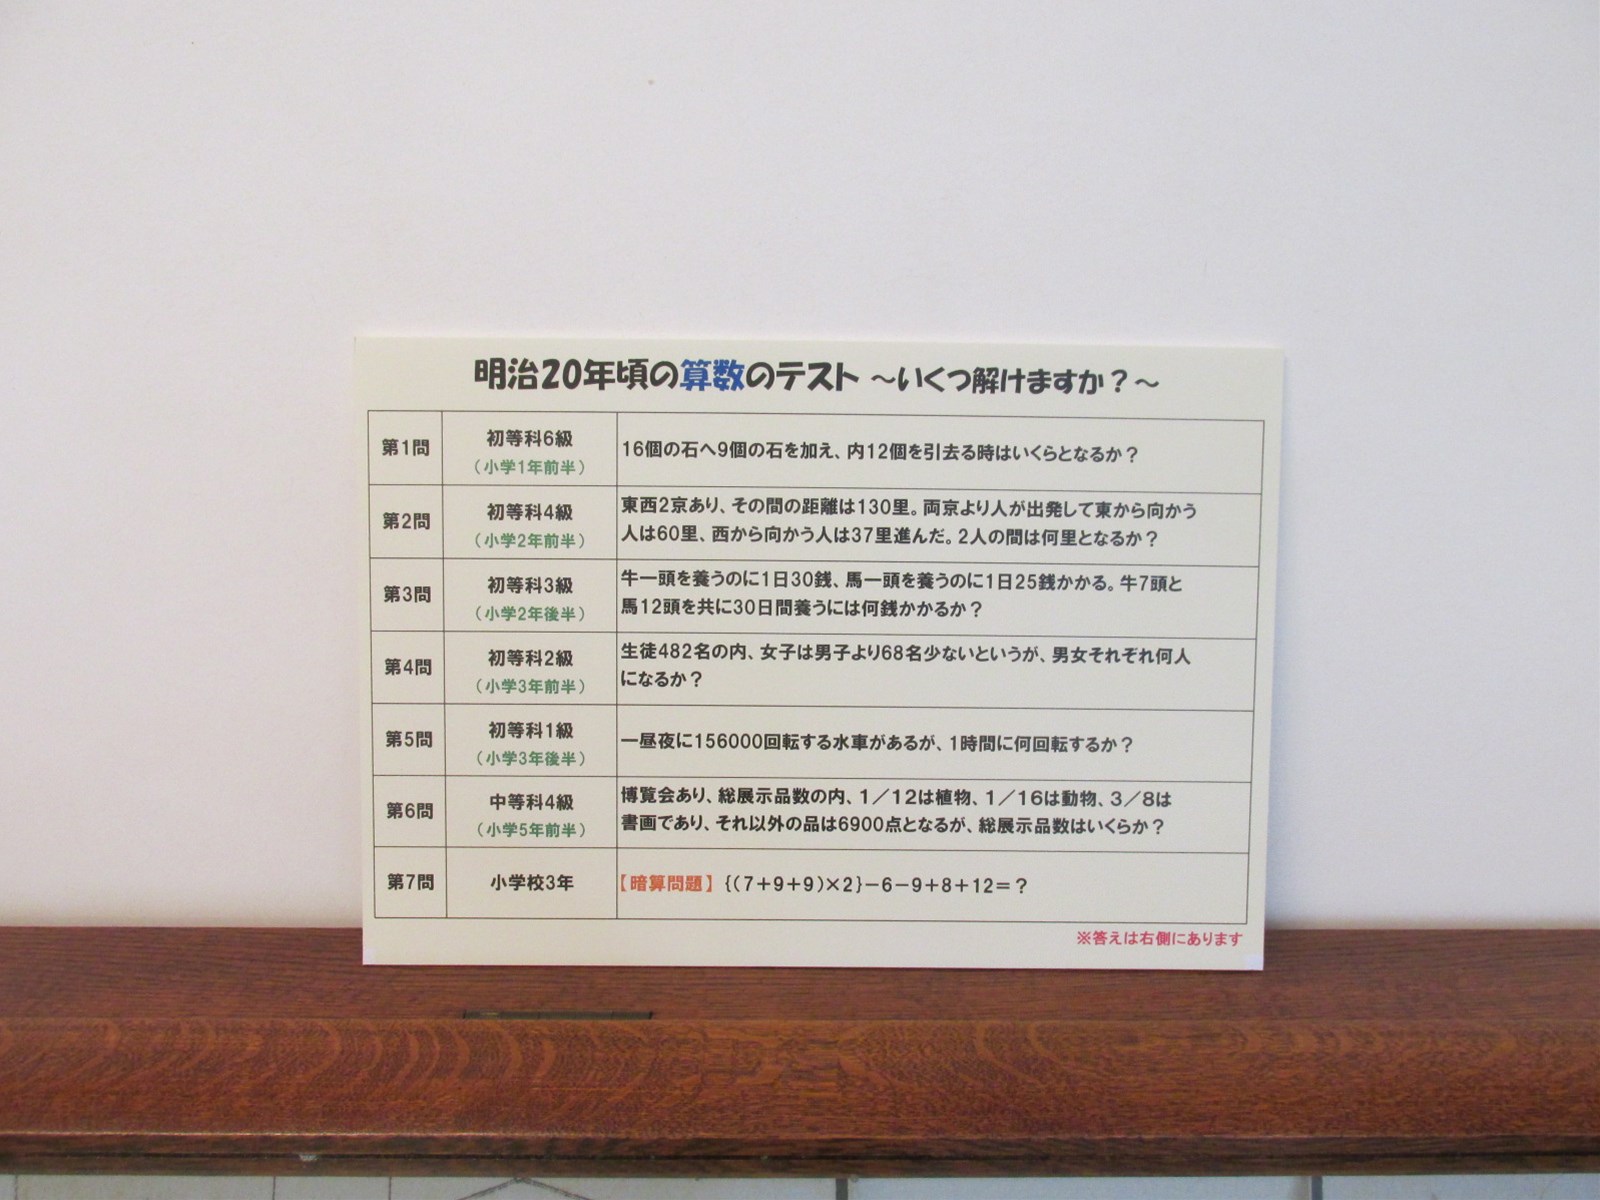 明治20年頃の算数のテスト ～いくつ解けますか？～
第1問
初等科6級
（小学1年前半）
16個の石へ9個の石を加え、内12個を引去る時はいくらとなるか？
第2問
初等科4級
（小学2年前半）
東西2京あり、その間の距離は130里。両京より人が出発して東から向かう
人は60里、西から向かう人は37里進んだ。2人の間は何里となるか？
第3問
初等科3級
（小学2年後半）
牛一頭を養うのに1日30銭、馬一頭を養うのに1日25銭かかる。牛7頭と
馬12頭を共に30日間養うには何銭かかるか？
第4問
初等科2級
（小学3年前半）
生徒482名の内、女子は男子より68名少ないというが、男女それぞれ何人
になるか？
第5問
初等科1級
（小学3年後半）
一昼夜に156000回転する水車があるが、1時間に何回転するか？
第6問
中等科4級
（小学5年前半）
博覧会あり、総展示品数の内、１／１２は植物、１／１６は動物、３／８は
書画であり、それ以外の品は6900点となるが、総展示品数はいくらか？
第7問
小学校3年
【暗算問題】｛（７＋９＋９）×２｝－６－９＋８＋１２＝？
※答えは右側にあります